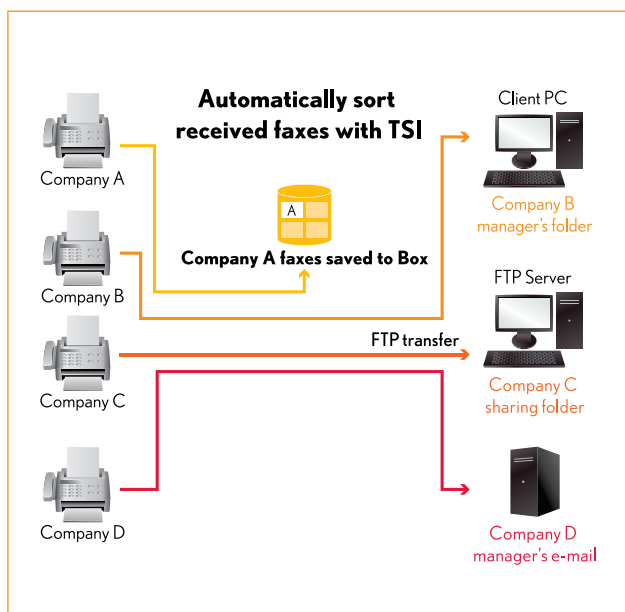 Automatically sort
received faxes with TSI
Client PC
Company A
A
Company B
manager's folder
Company A faxes saved to Box
Company B
FTP Server
FTP transfer
Company C
Company C
sharing folder
Company D
Company D
manager's e-mail